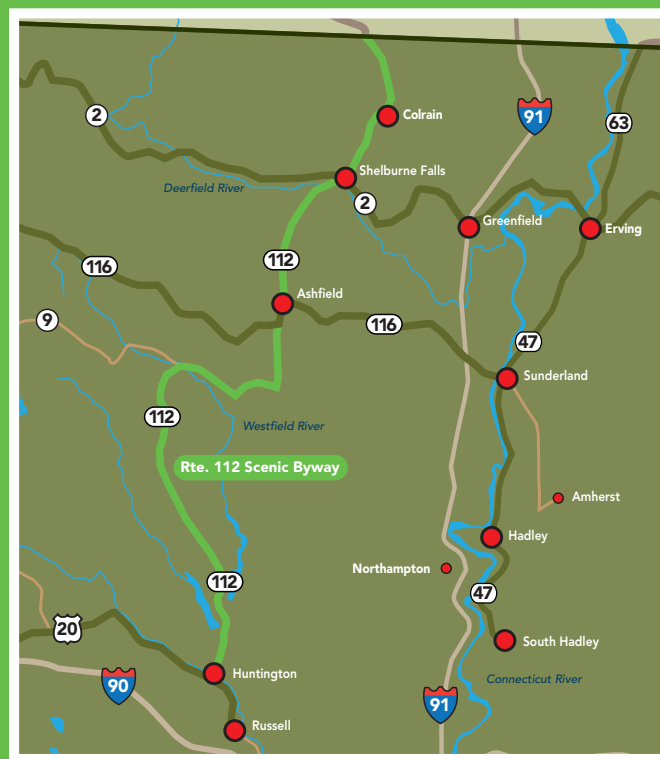 Colrain
91
2
63
Shelburne Falls
Deerfield River
2
Greenfield
Erving
112
116
Ashfield
9
116
47
Sunderland
112
Westfield River
Rte. 112 Scenic Byway
Amherst
Hadley
Northampton
112
47
20
South Hadley
Huntington
Connecticut River
90
91
Russell